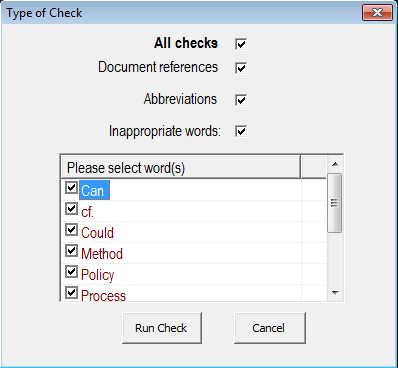 Type of Check
All checks
Document references
Abbreviations
Inappropriate words:
Please select word(s)
Can
cf.
Could
Method
Policy
Process
Run Check
Cancel